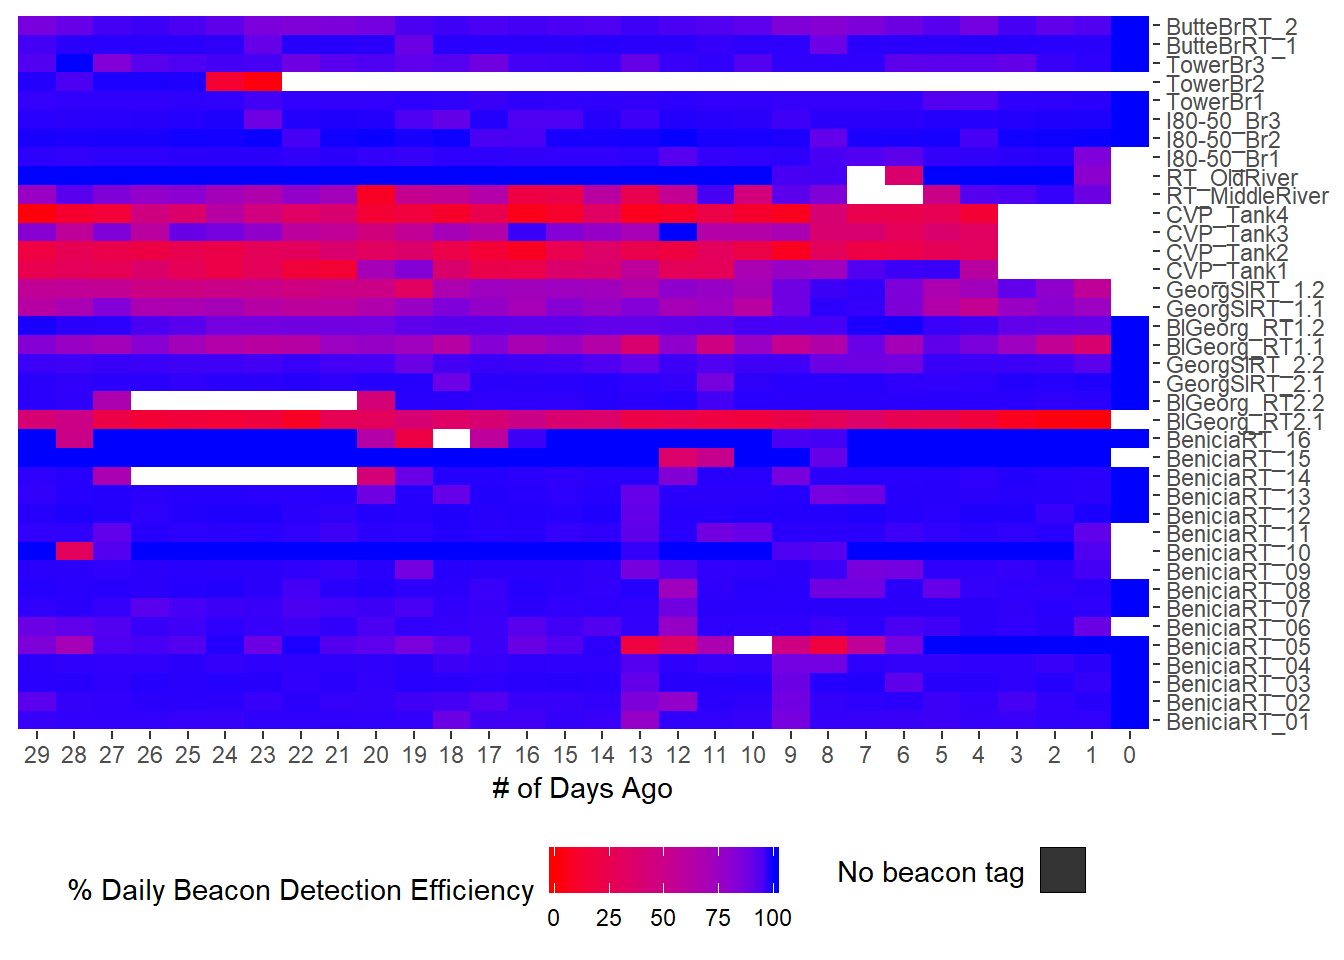 ButteBrRT_2
ButteBrRT_1
TowerBr3
TowerBr2
TowerBr1
I80-50_Br3
I80-50_Br2
I80-50_Br1
RT_OldRiver
RT_MiddleRiver
CVP_Tank4
CVP_Tank3
CVP_Tank2
CVP_Tank1
GeorgSlRT_1.2
GeorgSlRT_1.1
BlGeorg_RT1.2
BlGeorg_RT1.1
GeorgSlRT_2.2
GeorgSlRT_2.1
BlGeorg_RT2.2
BlGeorg_RT2.1
BeniciaRT_16
BeniciaRT_15
BeniciaRT_14
BeniciaRT_13
BeniciaRT_12
BeniciaRT_11
BeniciaRT_10
BeniciaRT_09
BeniciaRT_08
BeniciaRT_07
BeniciaRT_06
BeniciaRT_05
BeniciaRT_04
BeniciaRT_03
BeniciaRT_02
BeniciaRT_01
29 28 27 26 25 24 23 22 21 20 19 18 17 16 15 14 13 12 11 10 9 8 7 6 5 4 3 2 1 0
# of Days Ago
% Daily Beacon Detection Efficiency
0 25 50 75 100
No beacon tag